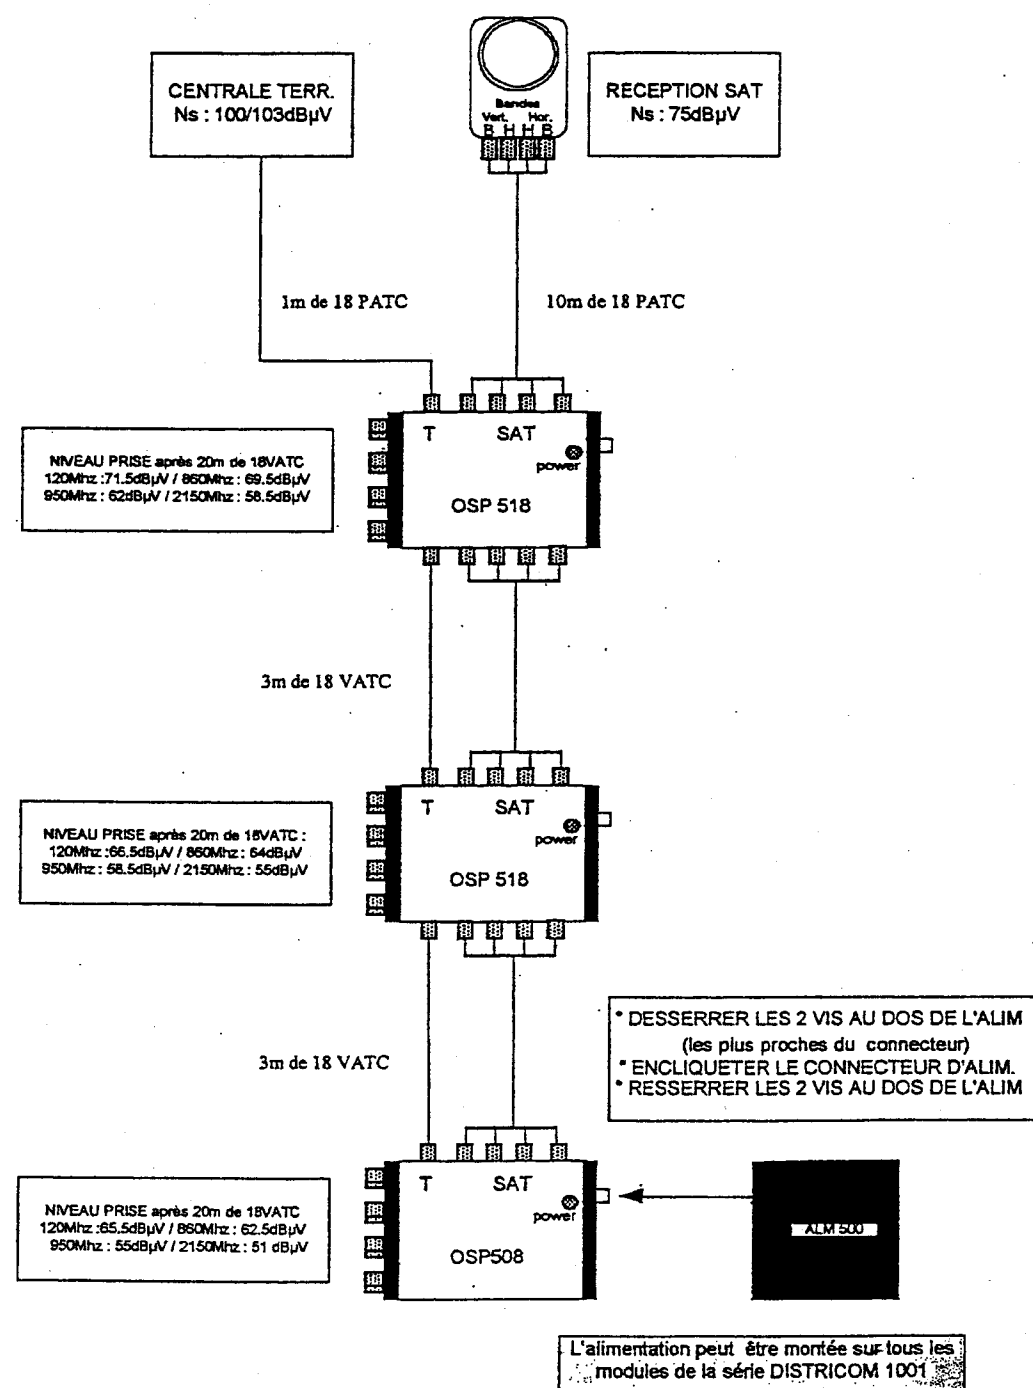 CENTRALE TERR.
Ns : 100/103dBµV
Bandes
Vert. Hor.
B H H B
RECEPTION SAT
Ns : 75dBµV
1m de 18 PATC
10m de 18 PATC
T SAT
power
OSP 518
NIVEAU PRISE après 20m de 18VATC
120Mhz :71.5dBµV / 860Mhz : 69.5dBµV
950Mhz : 62dBµV / 2150Mhz : 58.5dBµV
3m de 18 VATC
T SAT
power
OSP 518
NIVEAU PRISE après 20m de 18VATC :
120Mhz :66.5dBµV / 860Mhz : 64dBµV
950Mhz : 58.5dBµV / 2150Mhz : 55dBµV
3m de 18 VATC
* DESSERRER LES 2 VIS AU DOS DE L'ALIM
(les plus proches du connecteur)
* ENCLIQUETER LE CONNECTEUR D'ALIM.
* RESSERRER LES 2 VIS AU DOS DE L'ALIM
T SAT
power
OSP508
NIVEAU PRISE après 20m de 18VATC
120Mhz :65.5dBµV / 860Mhz : 62.5dBµV
950Mhz : 55dBµV / 2150Mhz : 51 dBµV
ALM 500
L'alimentation peut être montée sur tous les
modules de la série DISTRICOM 1001